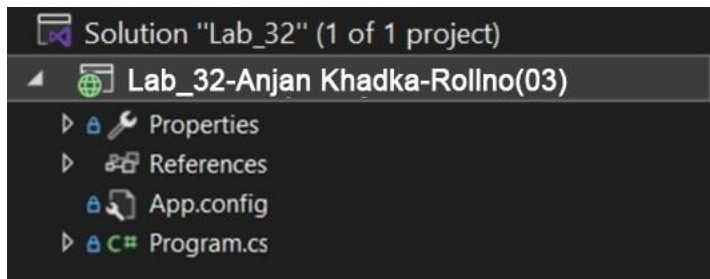 Solution "Lab_32" (1 of 1 project)
Lab_32-Anjan Khadka-Rollno(03)
Properties
References
App.config
C# Program.cs